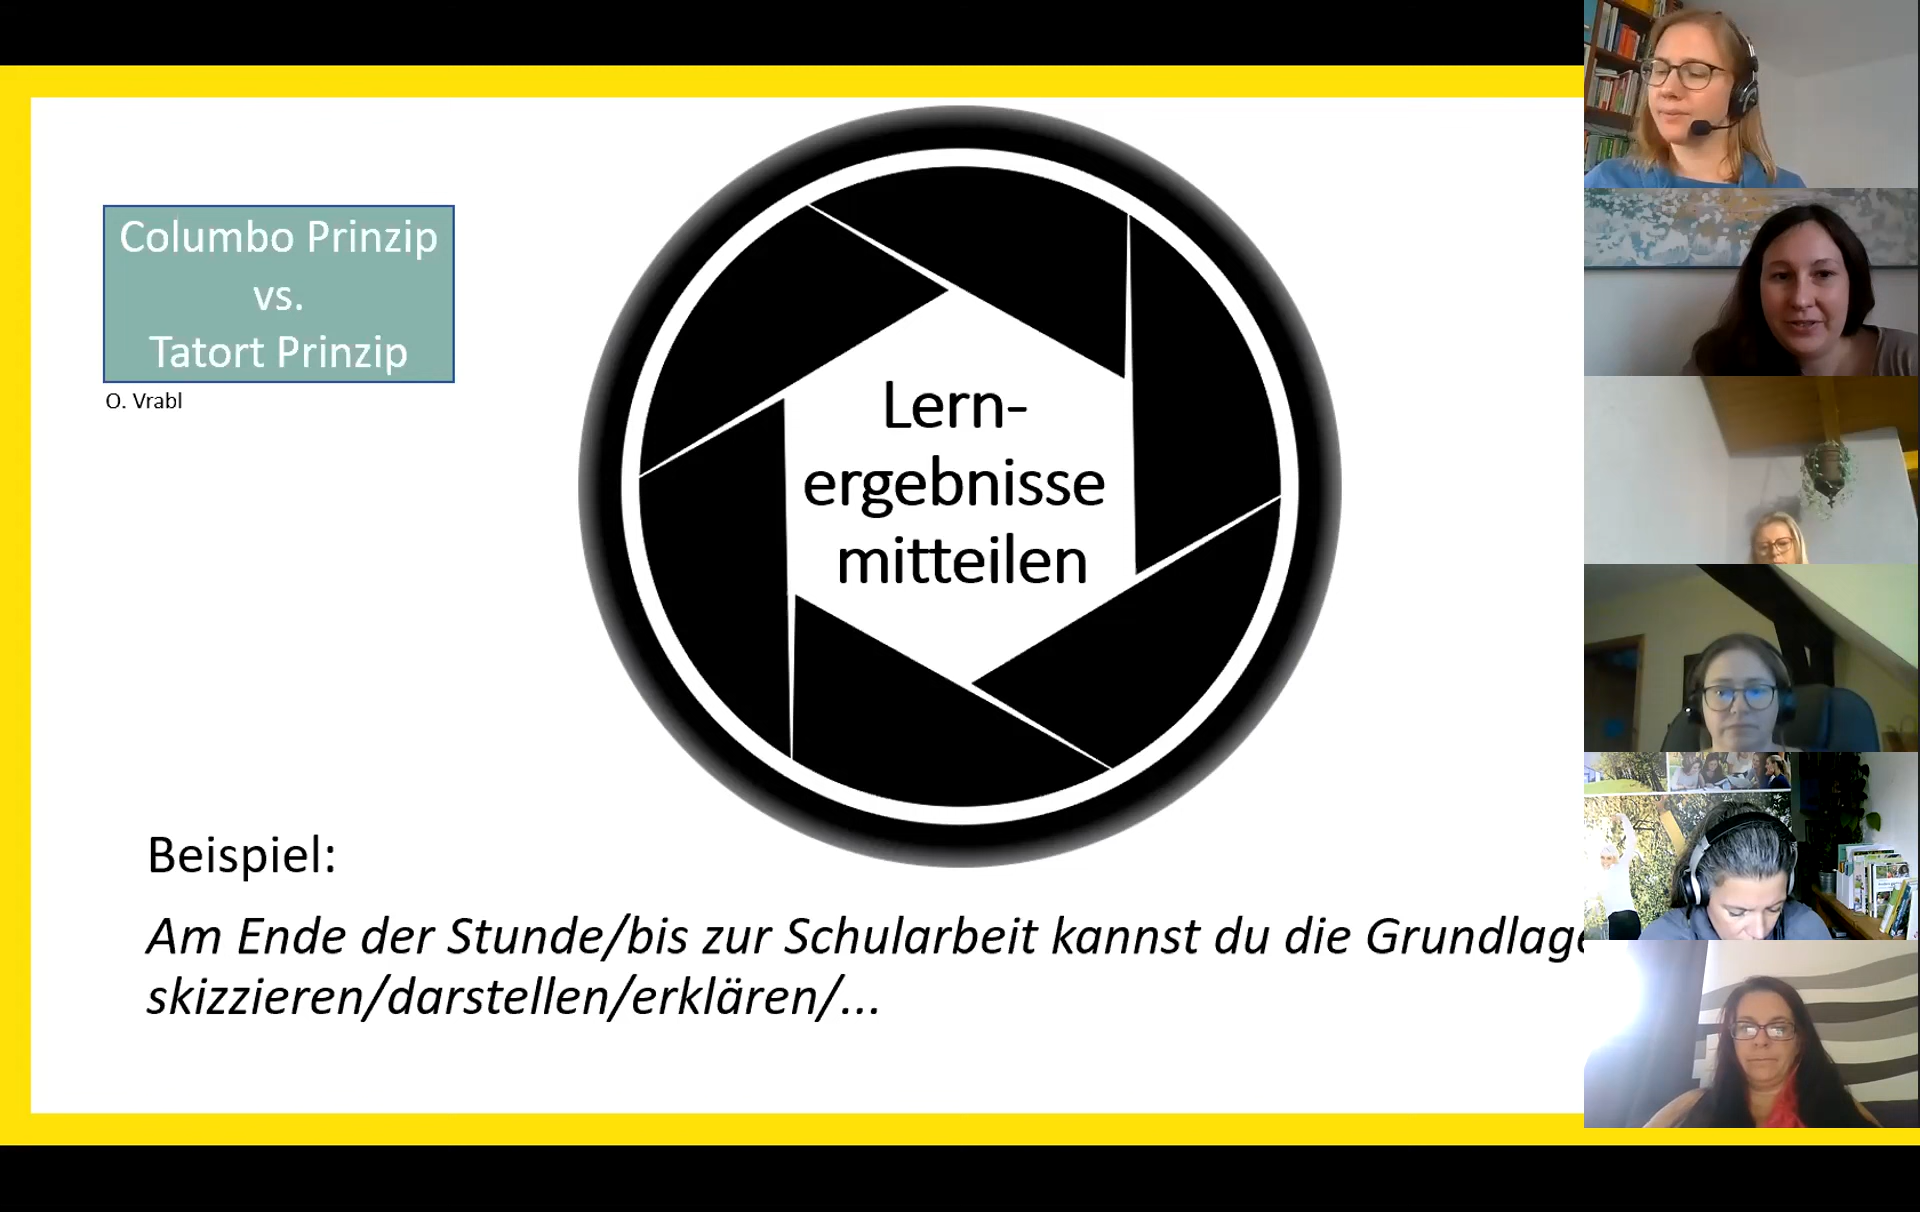 Columbo Prinzip
vs.
Tatort Prinzip
O. Vrabl
Lern-
ergebnisse
mitteilen
Beispiel:
Am Ende der Stunde/bis zur Schularbeit kannst du die
skizzieren/darstellen/erklären/...